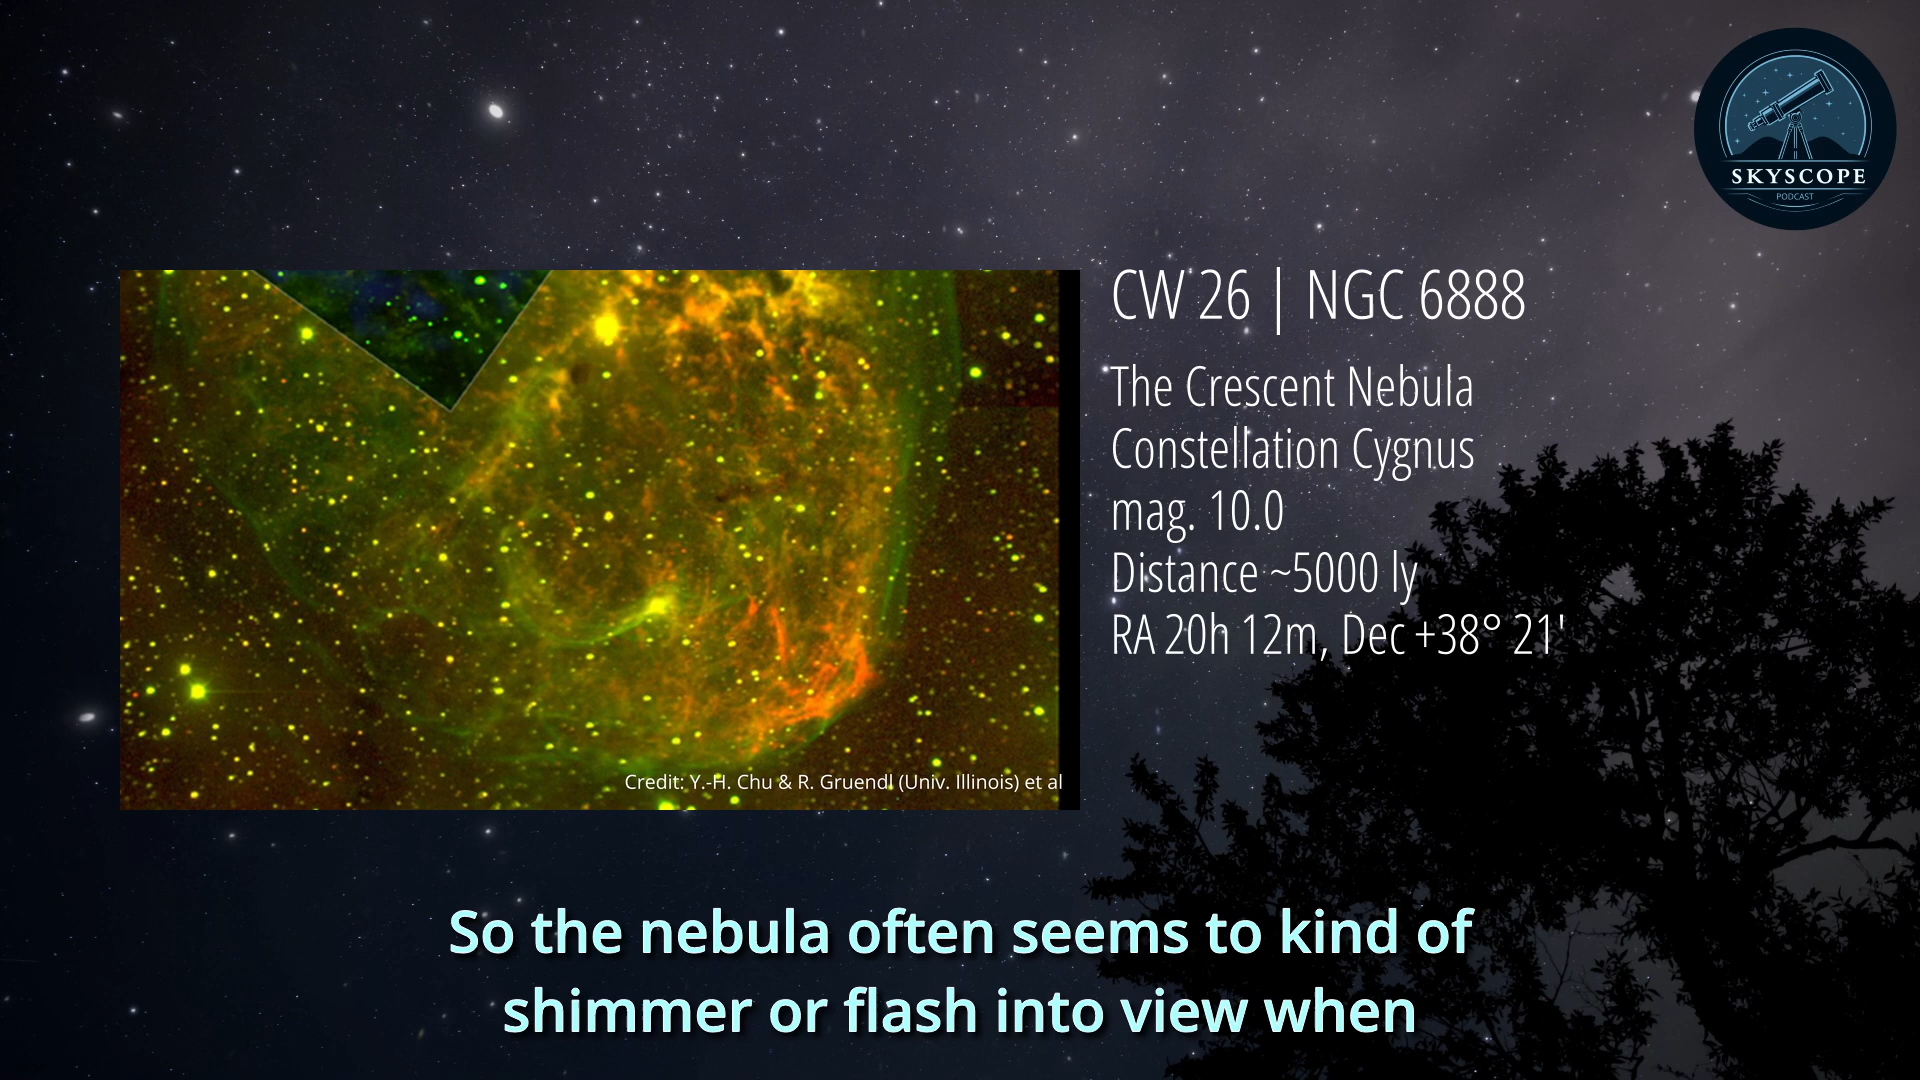 SKYSCOPE
PODCAST
CW 26 | NGC 6888
The Crescent Nebula
Constellation Cygnus
mag. 10.0
Distance ~5000 ly
RA 20h 12m, Dec +38° 21'
Credit: Y.-H. Chu & R. Gruendl (Univ. Illinois) et al
So the nebula often seems to kind of
shimmer or flash into view when